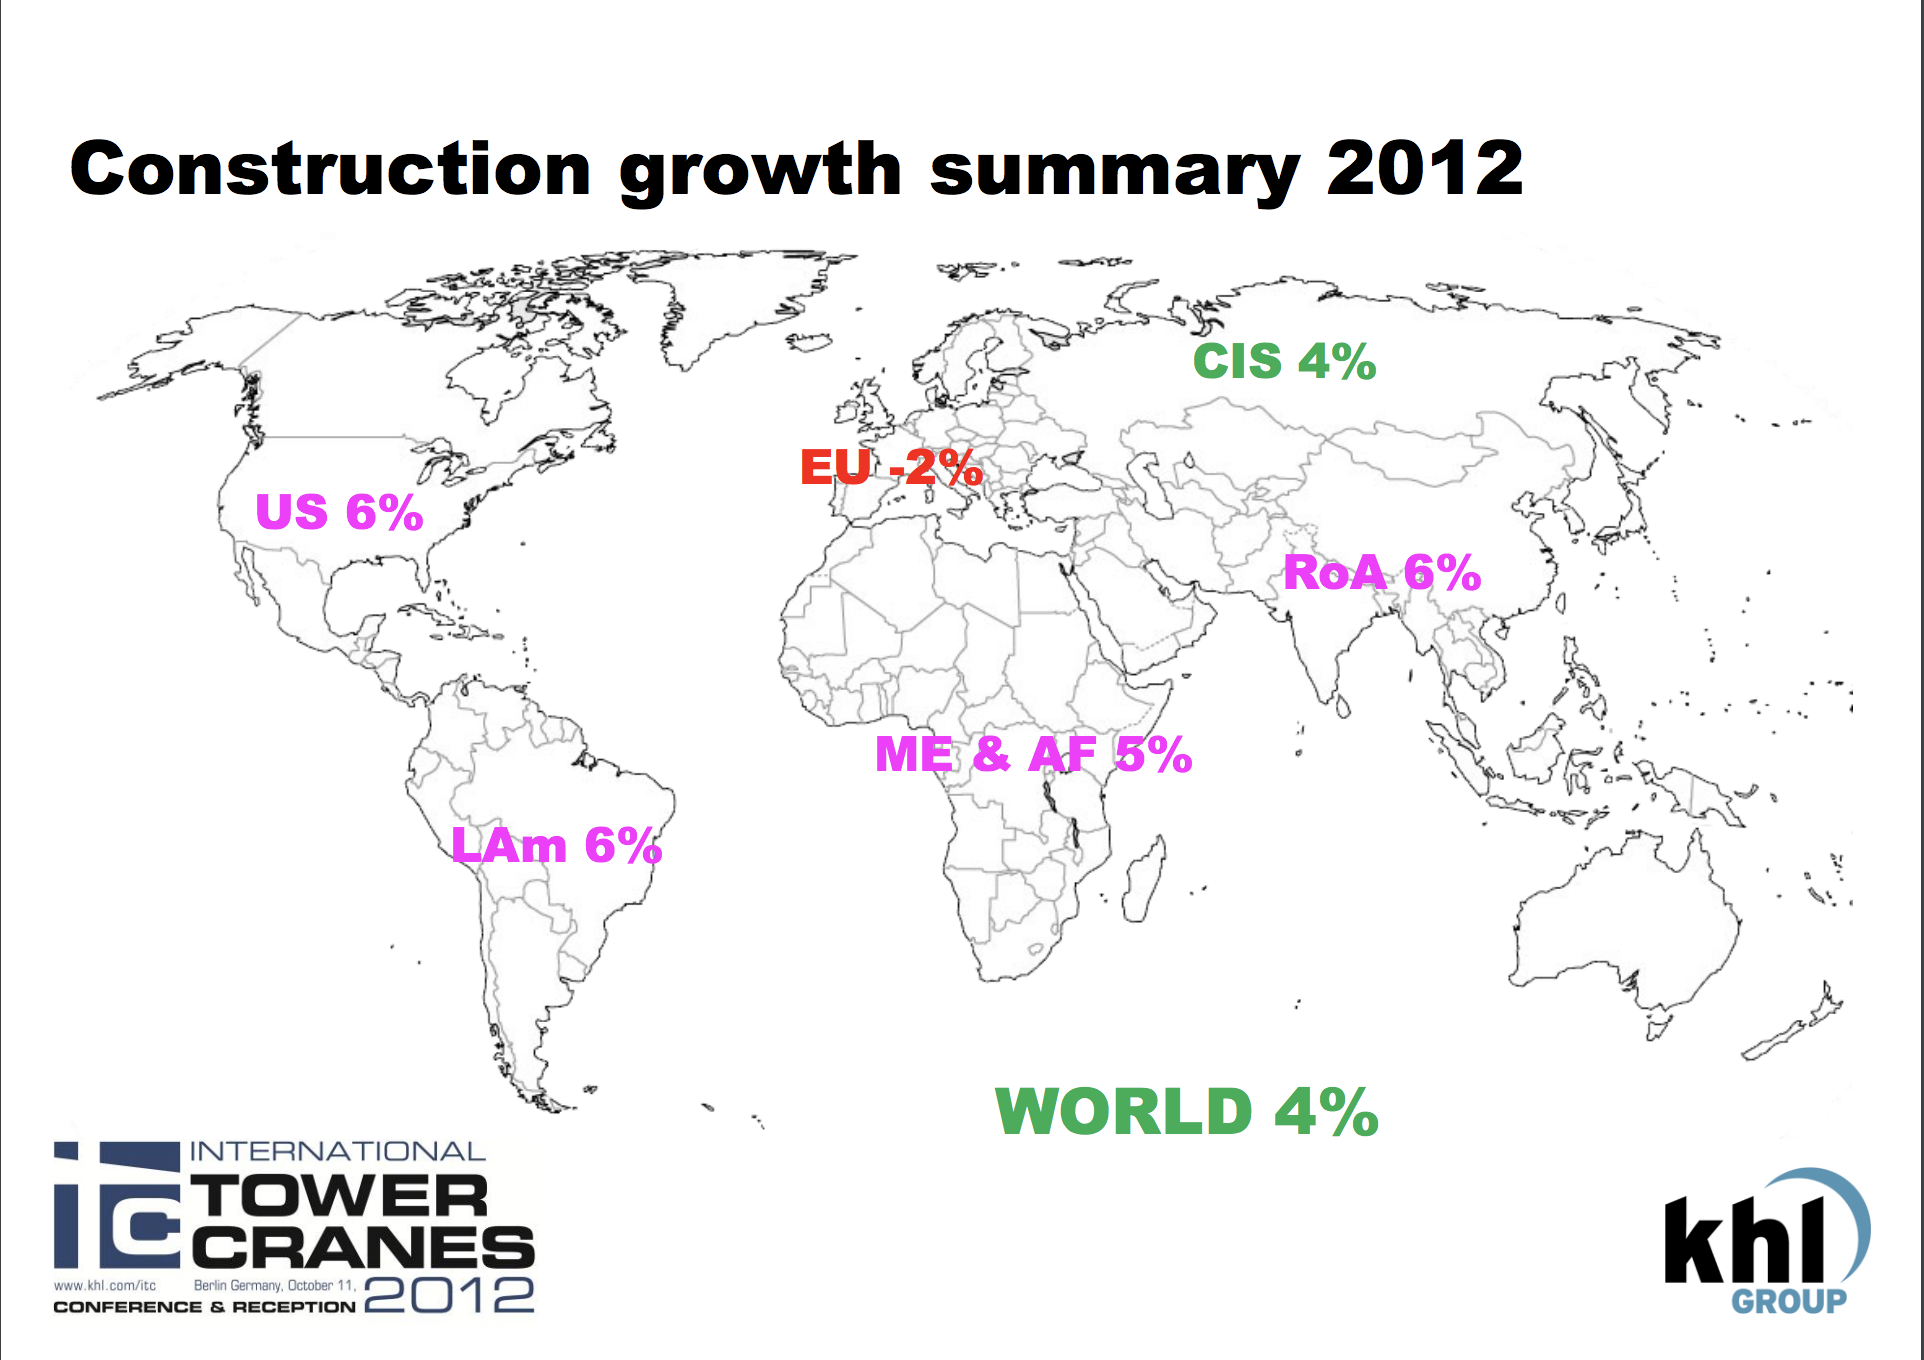 Construction growth summary 2012
CIS 4%
EU -2%
US 6%
RoA 6%
ME & AF 5%
LAm 6%
WORLD 4%
ic
INTERNATIONAL
TOWER
CRANES
www.khl.com/itc Berlin Germany, October 11,
CONFERENCE & RECEPTION 2012
khl
GROUP